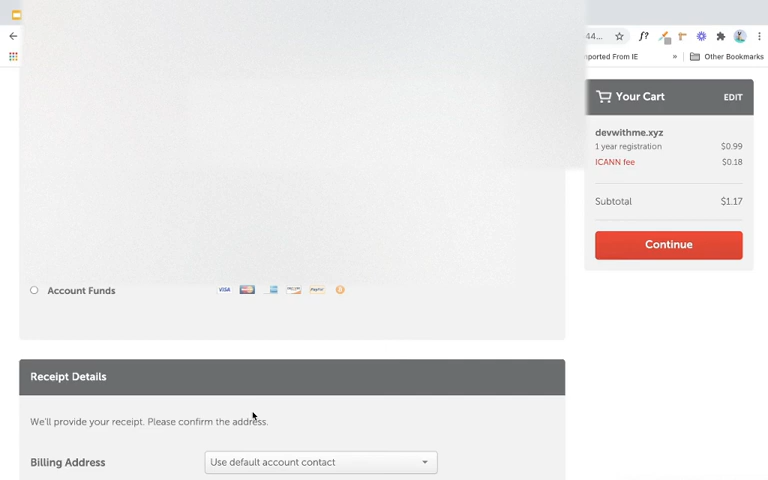 44...
f?
ported From IE
»
Other Bookmarks
Your Cart
EDIT
devwithme.xyz
1 year registration $0.99
ICANN fee $0.18
Subtotal $1.17
Continue
Account Funds
VISA
PayPal
Receipt Details
We'll provide your receipt. Please confirm the address.
Billing Address
Use default account contact